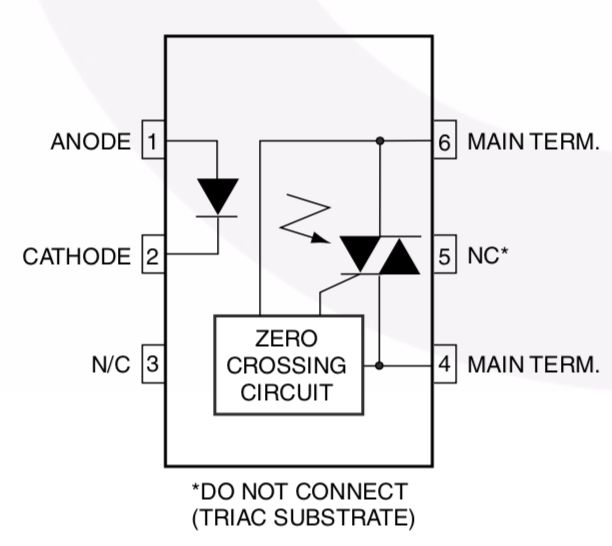 ANODE 1
6 MAIN TERM.
CATHODE 2
5 NC*
N/C 3
4 MAIN TERM.
ZERO
CROSSING
CIRCUIT
*DO NOT CONNECT
(TRIAC SUBSTRATE)